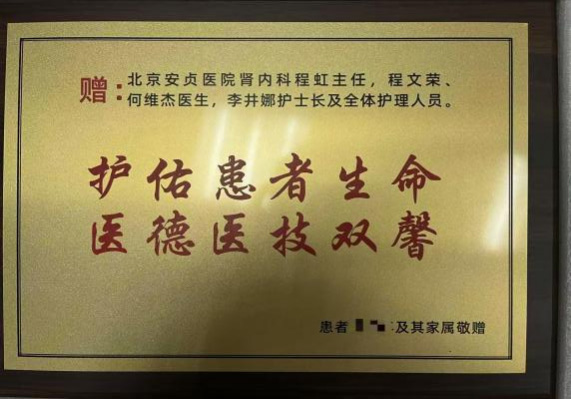 赠：北京安贞医院肾内科程虹主任，程文荣、
何维杰医生，李井娜护士长及全体护理人员。
护佑患者生命
医德医技双馨
患者 及其家属敬赠